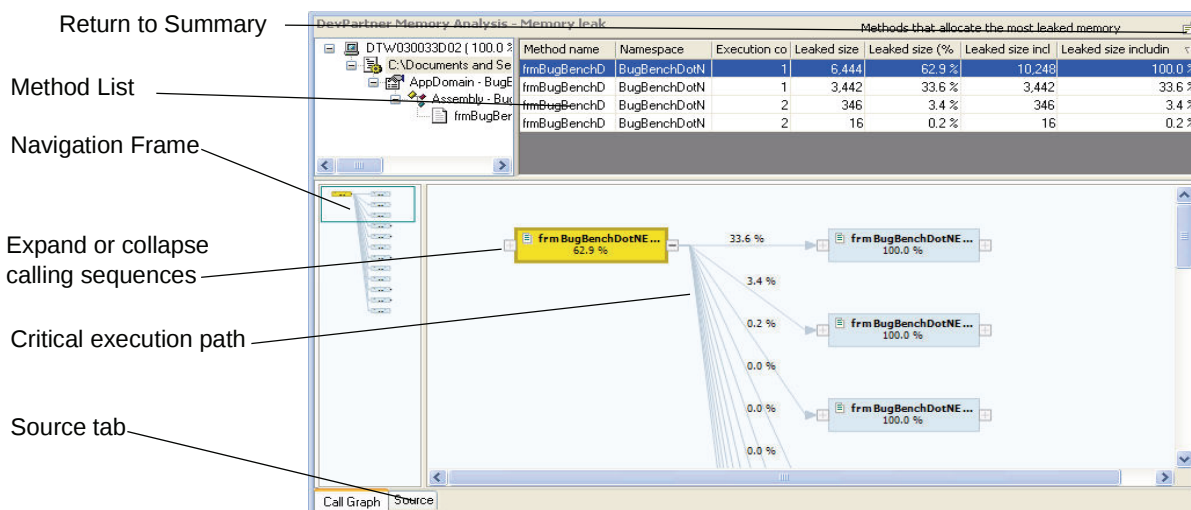 Return to Summary
Method List
Navigation Frame
Expand or collapse
calling sequences
Critical execution path
Source tab
DevPartner Memory Analysis - Memory leak
Methods that allocate the most leaked memory
DTW030033D02 ( 100.0 %
C:\Documents and Se
AppDomain - BugB
Assembly - Bug
frmBugBer
Method name Namespace Execution co Leaked size Leaked size (% Leaked size incl Leaked size includin
frmBugBenchD BugBenchDotN 1 6,444 62.9 % 10,248 100.0 %
frmBugBenchD BugBenchDotN 1 3,442 33.6 % 3,442 33.6 %
frmBugBenchD BugBenchDotN 2 346 3.4 % 346 3.4 %
frmBugBenchD BugBenchDotN 2 16 0.2 % 16 0.2 %
frmBugBenchDotNE...
62.9 %
33.6 %
frmBugBenchDotNE...
100.0 %
3.4 %
0.2 %
frmBugBenchDotNE...
100.0 %
0.0 %
0.0 %
frmBugBenchDotNE...
100.0 %
0.0 %
Call Graph Source